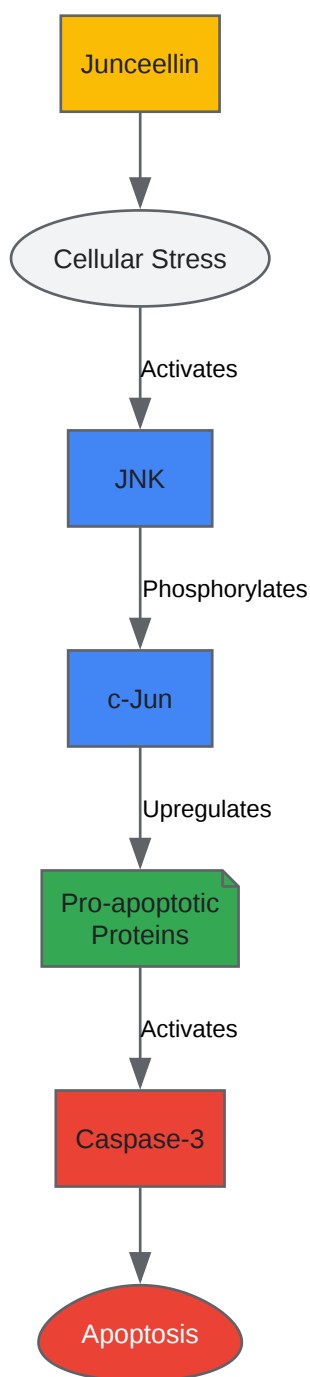 Junceellin
Cellular Stress
Activates
JNK
Phosphorylates
c-Jun
Upregulates
Pro-apoptotic
Proteins
Activates
Caspase-3
Apoptosis